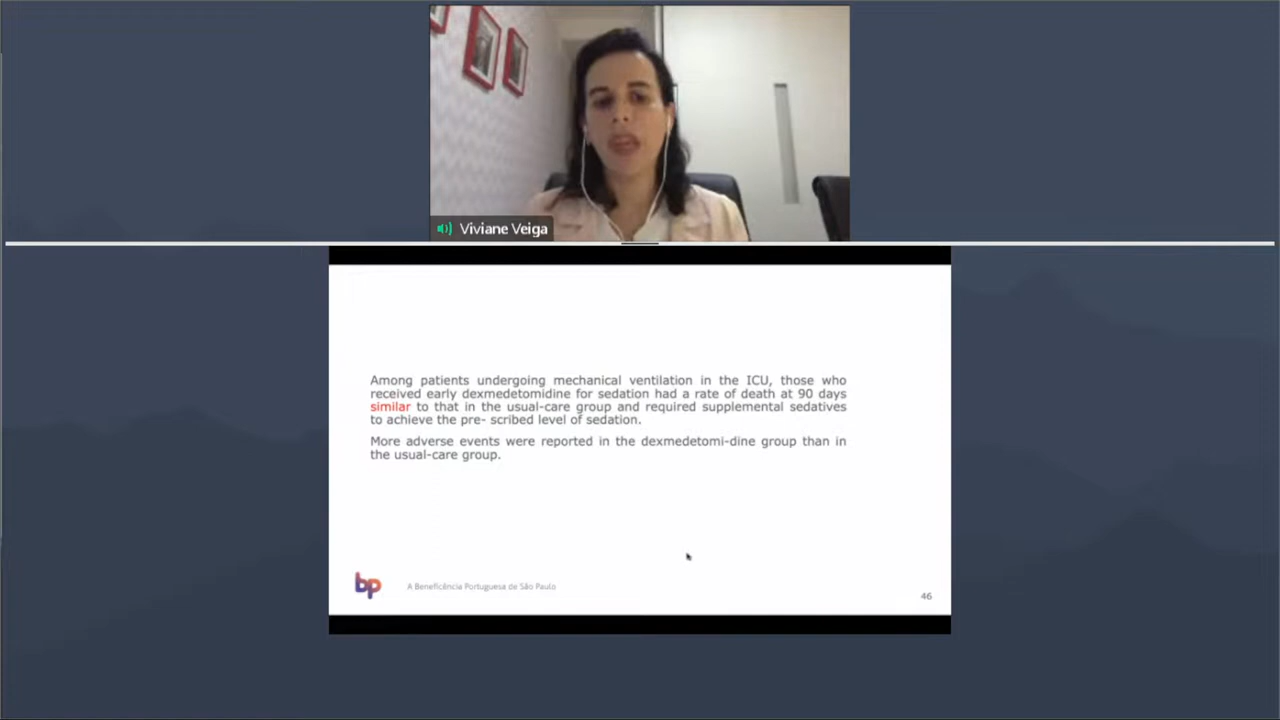 Viviane Veiga
Among patients undergoing mechanical ventilation in the ICU, those who
received early dexmedetomidine for sedation had a rate of death at 90 days
similar to that in the usual-care group and required supplemental sedatives
to achieve the pre- scribed level of sedation.
More adverse events were reported in the dexmedetomi-dine group than in
the usual-care group.
bp
A Beneficência Portuguesa de São Paulo
46